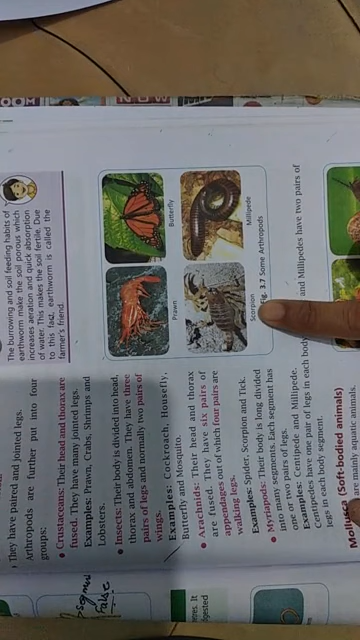 The burrowing and soil feeding habits of
earthworm make the soil porous which
increases aeration and quick absorption
of water. This makes the soil fertile. Due
to this fact, earthworm is called the
farmer's friend.
They have paired and jointed legs.
Arthropods are further put into four
groups:
• Crustaceans: Their head and thorax are
fused. They have many jointed legs.
Examples: Prawn, Crabs, Shrimps and
Lobsters.
• Insects: Their body is divided into head,
thorax and abdomen. They have three
pairs of legs and normally two pairs of
wings.
Examples: Cockroach, Housefly,
Butterfly and Mosquito.
• Arachnids: Their head and thorax
are fused. They have six pairs of
appendages out of which four pairs are
walking legs.
Examples: Spider, Scorpion and Tick.
• Myriapods: Their body is long divided
into many segments. Each segment has
one or two pairs of legs.
Examples: Centipede and Millipede.
Centipedes have one pair of legs in each body
and Millipedes have two pairs of
legs in each body segment.
Prawn
Butterfly
Scorpion
Millipede
Fig. 3.7 Some Arthropods
Mollusca (Soft-bodied animals)
are mainly aquatic animals.
False
NOW